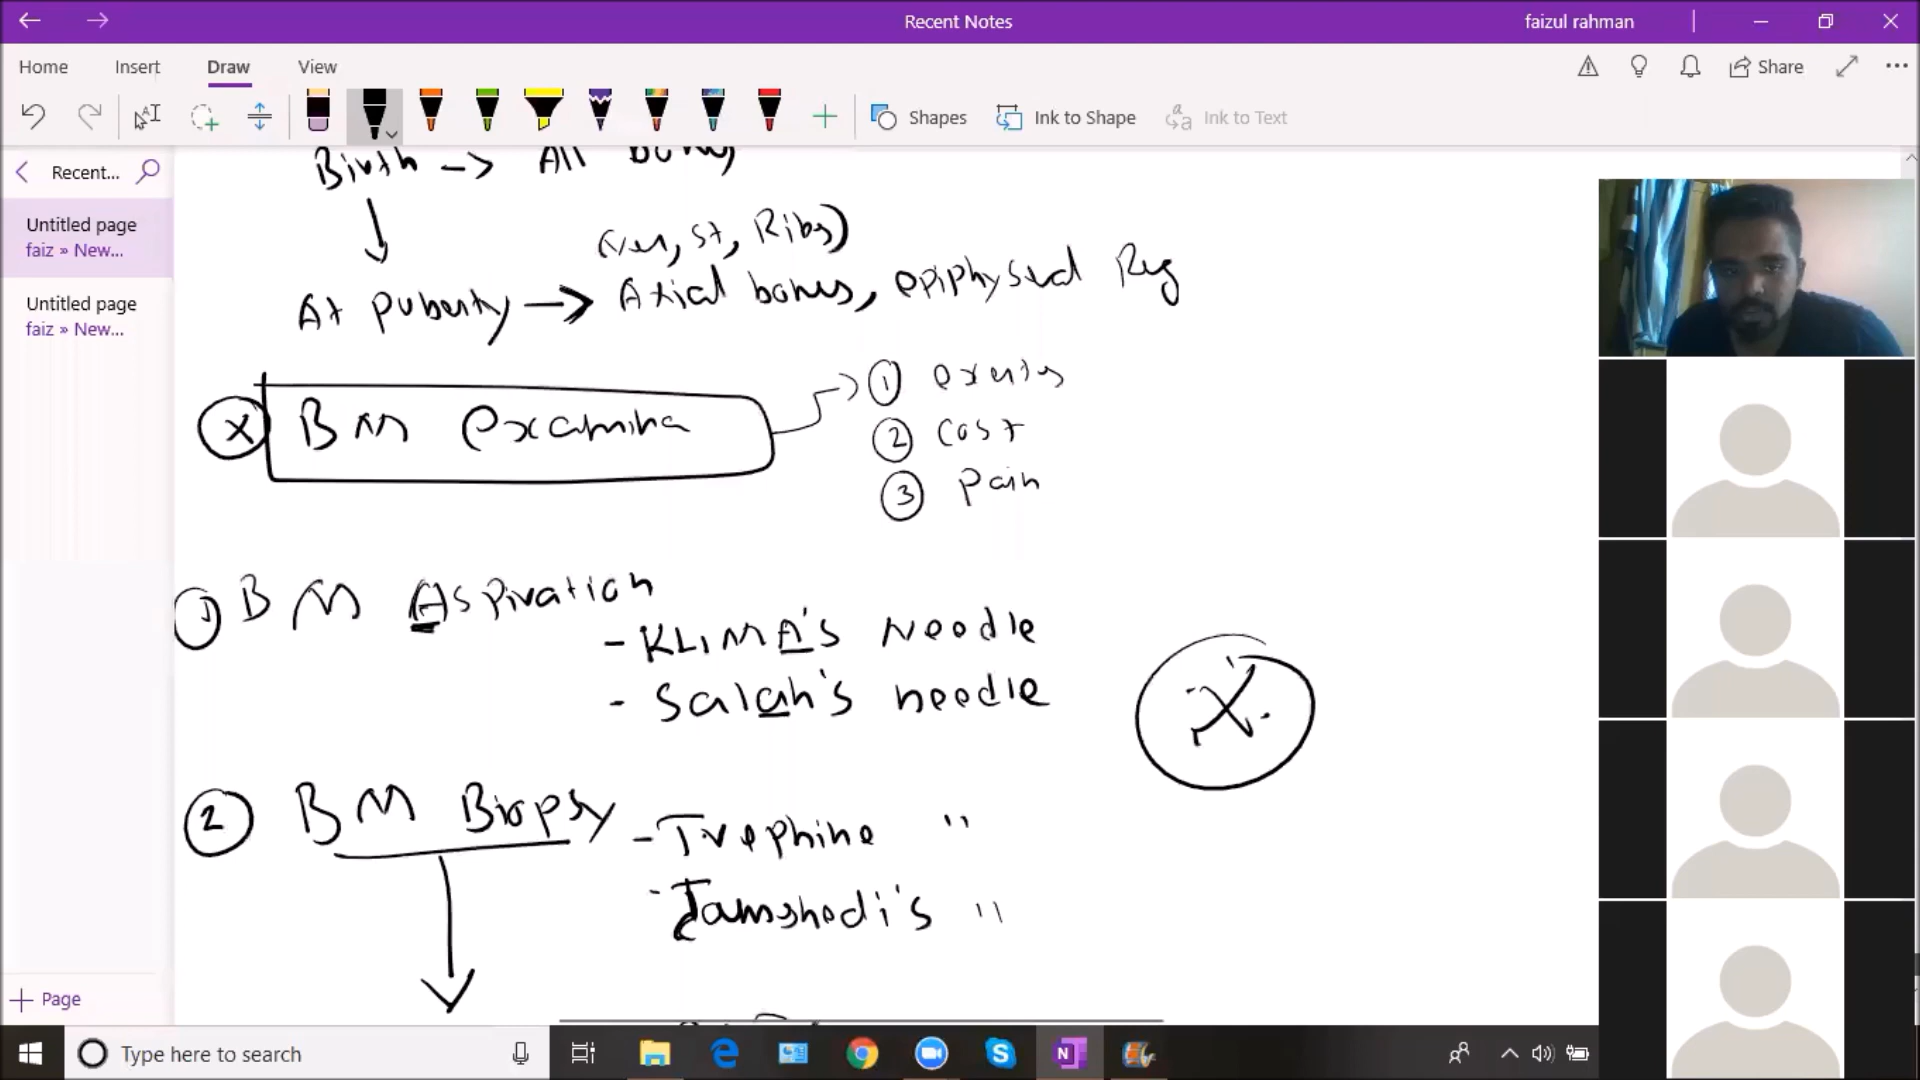 Recent Notes
faizul rahman
Home Insert Draw View
Share
Shapes Ink to Shape Ink to Text
Recent...
Untitled page
faiz » New...
Untitled page
faiz » New...
Page
Birth -> All bones
(Ver, St, Ribs)
At puberty -> Axial bones, epiphyseal Reg
X BM examina
1
2 Cost
3 Pain
1 BM Aspiration
- KLIMA's Needle
- Salah's needle
X
2 BM Biopsy
- Trephine "
- Jamshedi's "
Type here to search